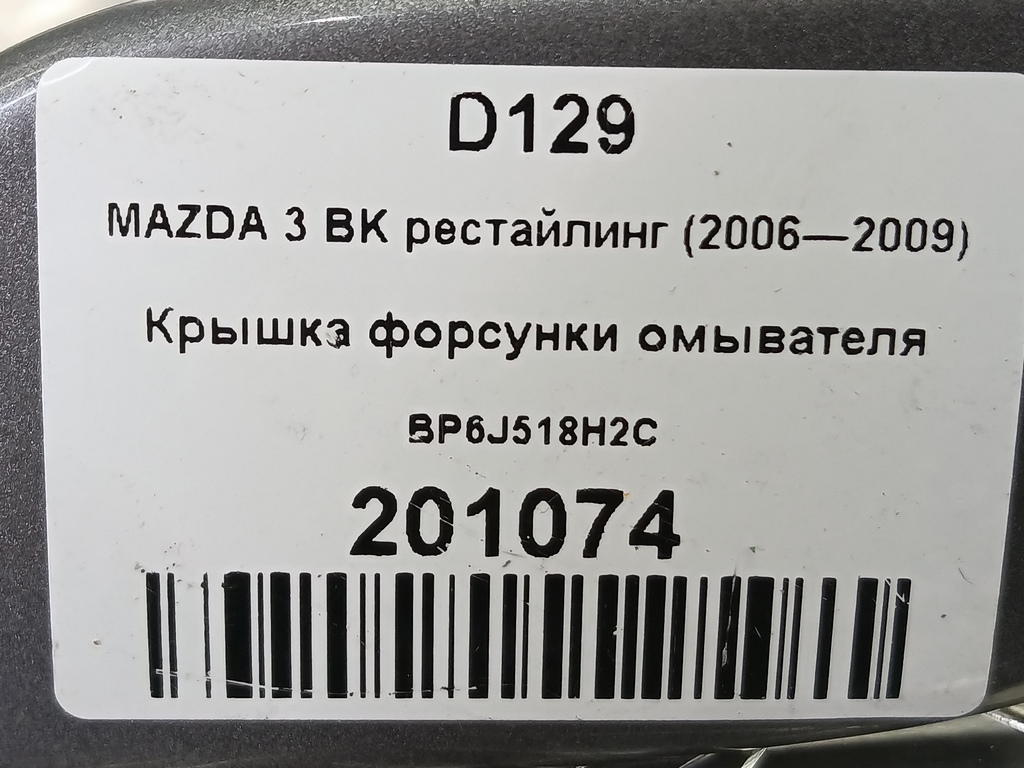 D129
MAZDA 3 BK рестайлинг (2006—2009)
Крышка форсунки омывателя
BP6J518H2C
201074